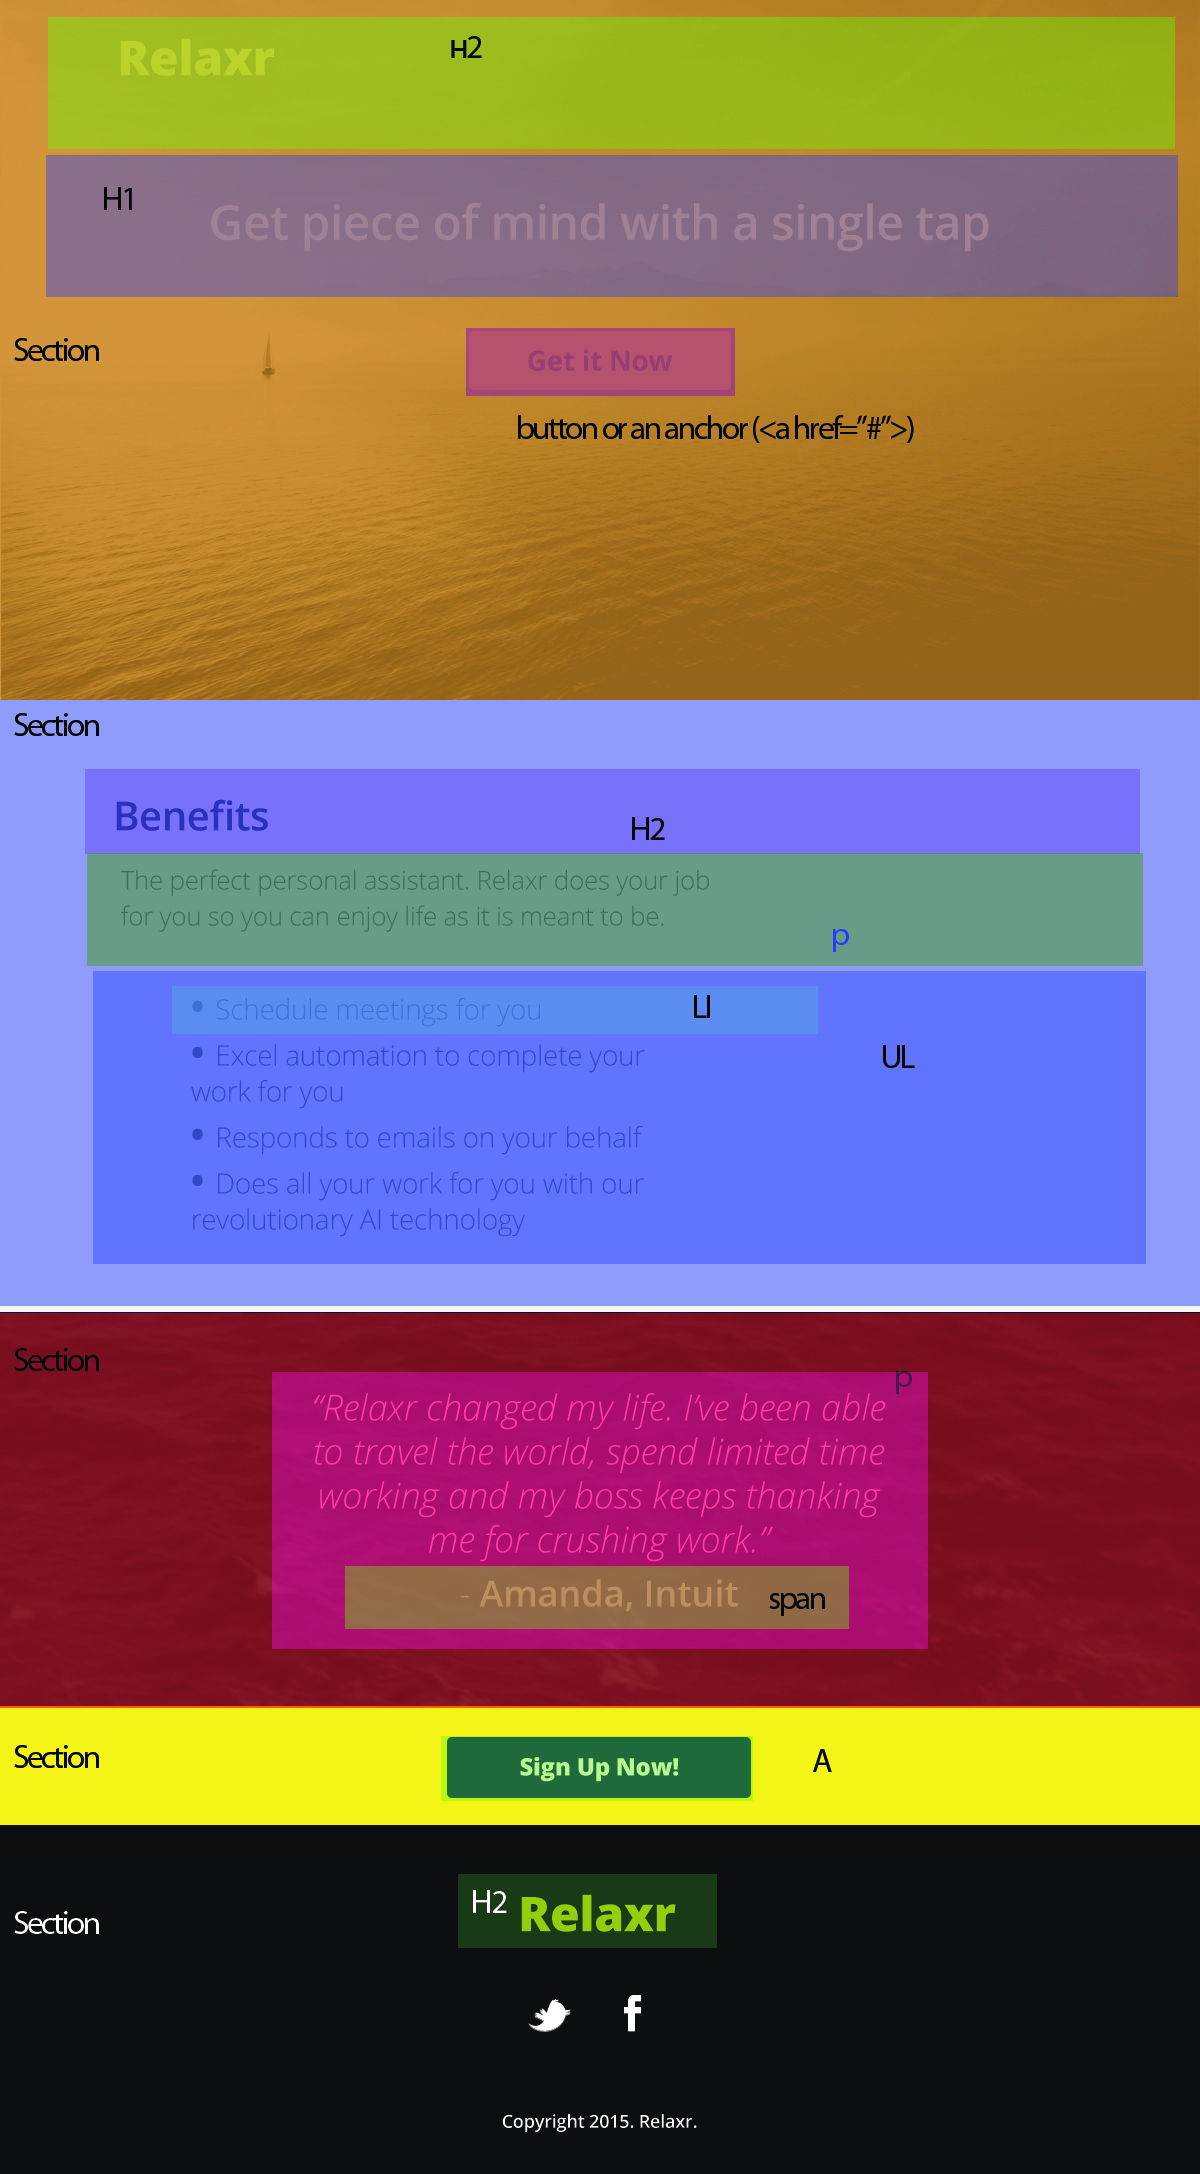 Relaxr
H2
H1
Get piece of mind with a single tap
Section
Get it Now
button or an anchor (<a href="#">)
Section
Benefits
H2
The perfect personal assistant. Relaxr does your job
for you so you can enjoy life as it is meant to be.
p
• Schedule meetings for you
LI
• Excel automation to complete your
work for you
UL
• Responds to emails on your behalf
• Does all your work for you with our
revolutionary AI technology
Section
p
“Relaxr changed my life. I’ve been able
to travel the world, spend limited time
working and my boss keeps thanking
me for crushing work.”
- Amanda, Intuit
span
Section
Sign Up Now!
A
Section
H2
Relaxr
Copyright 2015. Relaxr.